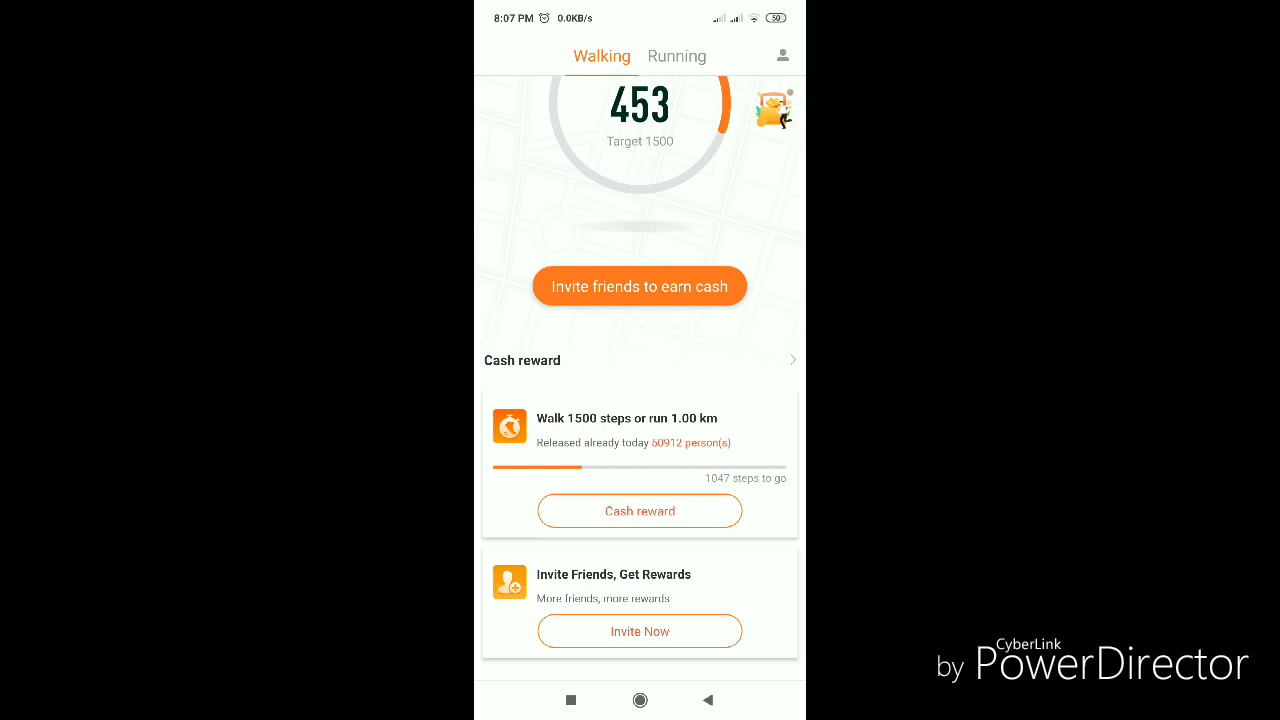 8:07 PM 0.0KB/s 50
Walking Running
453
Target 1500
Invite friends to earn cash
Cash reward
Walk 1500 steps or run 1.00 km
Released already today 50912 person(s)
1047 steps to go
Cash reward
Invite Friends, Get Rewards
More friends, more rewards
Invite Now
CyberLink
by PowerDirector